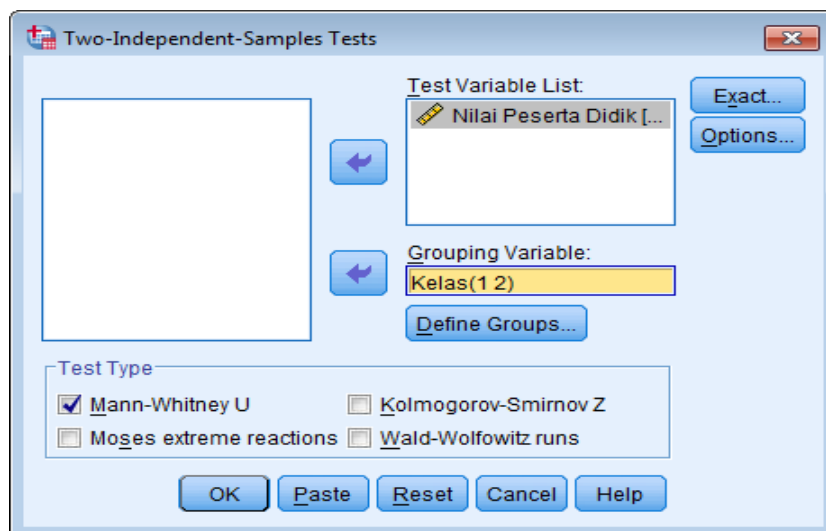 Two-Independent-Samples Tests
Test Variable List:
Nilai Peserta Didik [...
Exact...
Options...
Grouping Variable:
Kelas(1 2)
Define Groups...
Test Type
Mann-Whitney U
Kolmogorov-Smirnov Z
Moses extreme reactions
Wald-Wolfowitz runs
OK
Paste
Reset
Cancel
Help